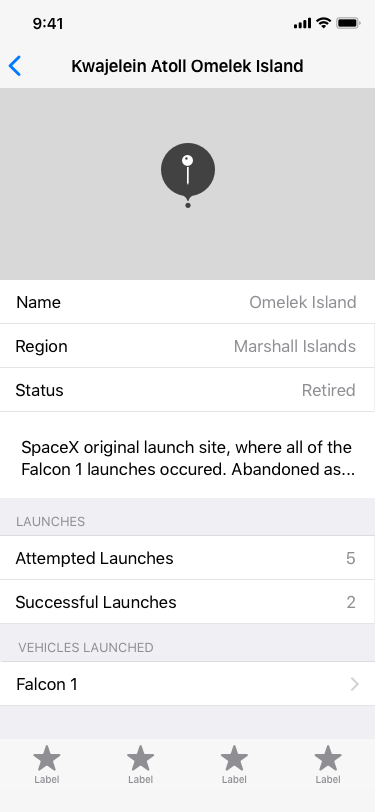 9:41
Kwajelein Atoll Omelek Island
Name Omelek Island
Region Marshall Islands
Status Retired
SpaceX original launch site, where all of the
Falcon 1 launches occured. Abandoned as...
LAUNCHES
Attempted Launches 5
Successful Launches 2
VEHICLES LAUNCHED
Falcon 1
Label Label Label Label